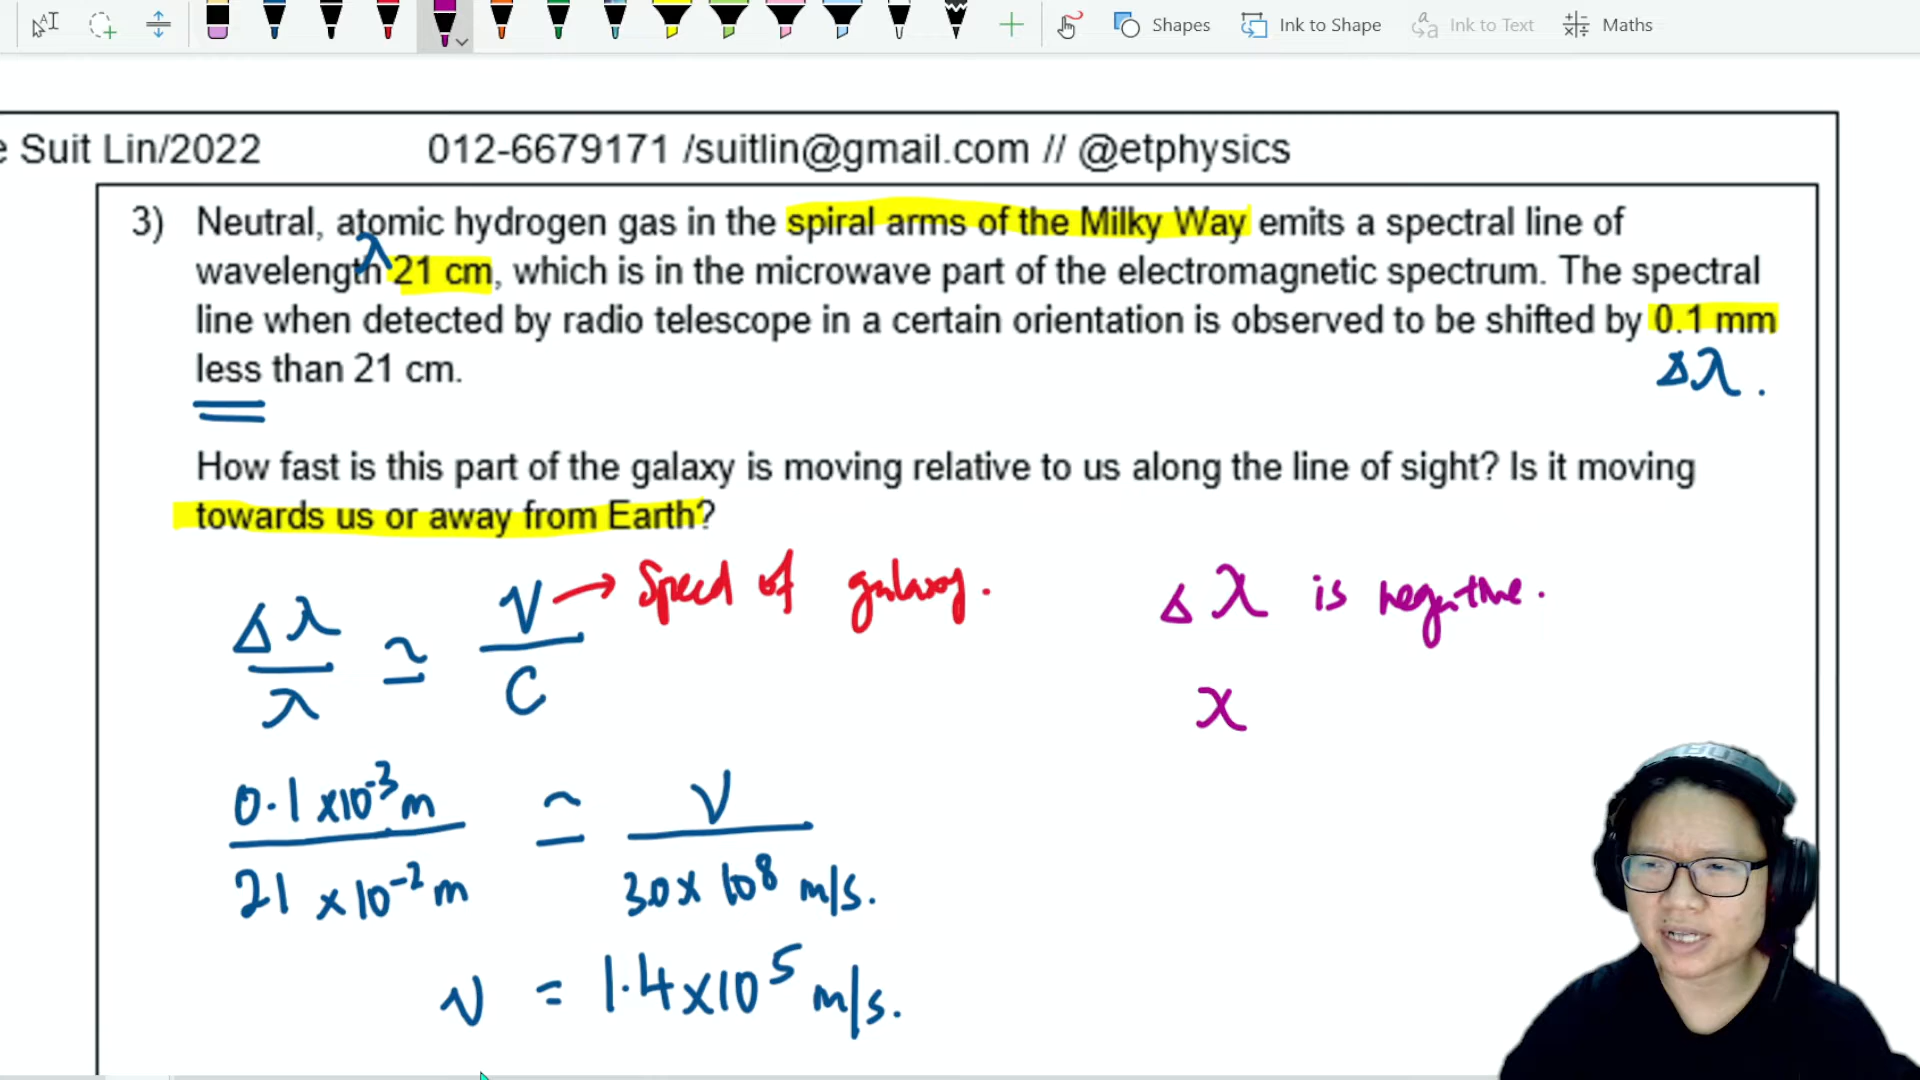 Shapes Ink to Shape Ink to Text Maths
e Suit Lin/2022 012-6679171 /suitlin@gmail.com // @etphysics
3) Neutral, atomic hydrogen gas in the spiral arms of the Milky Way emits a spectral line of
λ
wavelength 21 cm, which is in the microwave part of the electromagnetic spectrum. The spectral
line when detected by radio telescope in a certain orientation is observed to be shifted by 0.1 mm
less than 21 cm.
Δλ.
How fast is this part of the galaxy is moving relative to us along the line of sight? Is it moving
towards us or away from Earth?
Δλ/λ ≃ v/c → Speed of galaxy.
Δλ is negative.
x
0.1 x10⁻³ m / 21 x 10⁻² m ≃ v / 3.0 x 10⁸ m/s.
v = 1.4x10⁵ m/s.